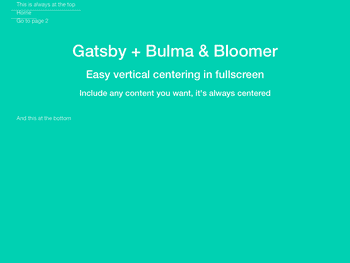 This is always at the top
Home
Go to page 2
Gatsby + Bulma & Bloomer
Easy vertical centering in fullscreen
Include any content you want, it's always centered
And this at the bottom